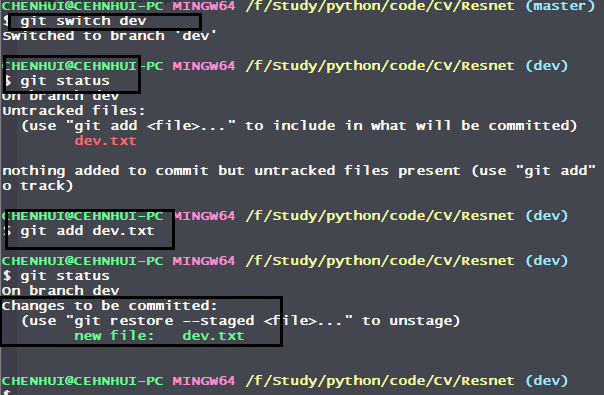 CHENHUI@CEHNHUI-PC MINGW64 /f/Study/python/code/CV/Resnet (master)
$ git switch dev
Switched to branch 'dev'
CHENHUI@CEHNHUI-PC MINGW64 /f/Study/python/code/CV/Resnet (dev)
$ git status
On branch dev
Untracked files:
(use "git add <file>..." to include in what will be committed)
dev.txt
nothing added to commit but untracked files present (use "git add"
o track)
CHENHUI@CEHNHUI-PC MINGW64 /f/Study/python/code/CV/Resnet (dev)
$ git add dev.txt
CHENHUI@CEHNHUI-PC MINGW64 /f/Study/python/code/CV/Resnet (dev)
$ git status
On branch dev
Changes to be committed:
(use "git restore --staged <file>..." to unstage)
new file:   dev.txt
CHENHUI@CEHNHUI-PC MINGW64 /f/Study/python/code/CV/Resnet (dev)
$